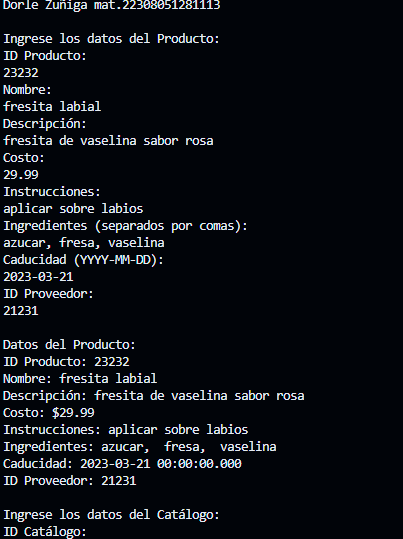 Dorle Zuñiga mat.22308051281113
Ingrese los datos del Producto:
ID Producto:
23232
Nombre:
fresita labial
Descripción:
fresita de vaselina sabor rosa
Costo:
29.99
Instrucciones:
aplicar sobre labios
Ingredientes (separados por comas):
azucar, fresa, vaselina
Caducidad (YYYY-MM-DD):
2023-03-21
ID Proveedor:
21231
Datos del Producto:
ID Producto: 23232
Nombre: fresita labial
Descripción: fresita de vaselina sabor rosa
Costo: $29.99
Instrucciones: aplicar sobre labios
Ingredientes: azucar,  fresa,  vaselina
Caducidad: 2023-03-21 00:00:00.000
ID Proveedor: 21231
Ingrese los datos del Catálogo:
ID Catálogo: